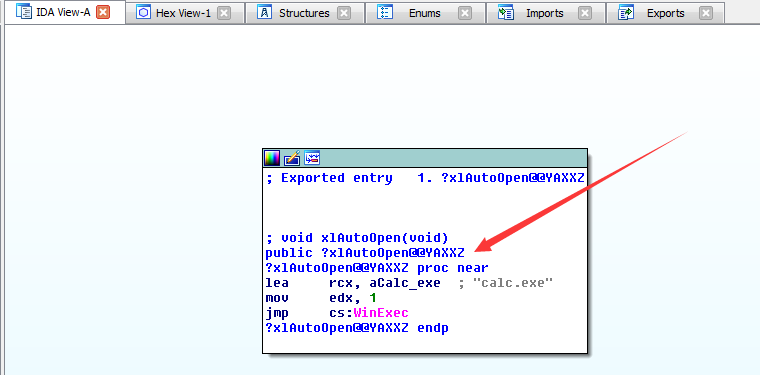 IDA View-A Hex View-1 Structures Enums Imports Exports
; Exported entry 1. ?xlAutoOpen@@YAXXZ
; void xlAutoOpen(void)
public ?xlAutoOpen@@YAXXZ
?xlAutoOpen@@YAXXZ proc near
lea rcx, aCalc_exe ; "calc.exe"
mov edx, 1
jmp cs:WinExec
?xlAutoOpen@@YAXXZ endp